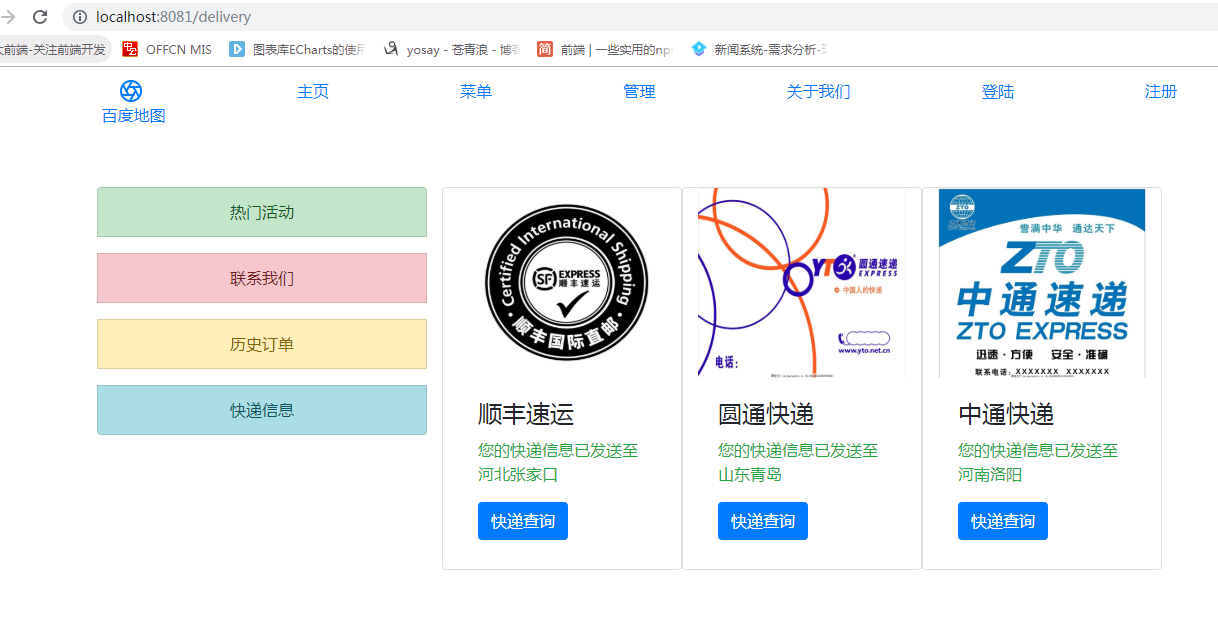 localhost:8081/delivery
大前端-关注前端开发 OFFCN MIS 图表库ECharts的使用 yosay - 苍青浪 - 博客 前端 | 一些实用的npm 新闻系统-需求分析-
百度地图 主页 菜单 管理 关于我们 登陆 注册
热门活动
联系我们
历史订单
快递信息
Certified International Shipping
SF EXPRESS
顺丰速运
顺丰国际直邮
顺丰速运
您的快递信息已发送至
河北张家口
快递查询
YTO 圆通速递
EXPRESS
中国人的快递
www.yto.net.cn
电话:
圆通快递
您的快递信息已发送至
山东青岛
快递查询
ZTO
誉满中华 通达天下
ZTO
中通速递
ZTO EXPRESS
迅速·方便 安全·准确
联系电话:XXXXXXX XXXXXXX
中通快递
您的快递信息已发送至
河南洛阳
快递查询